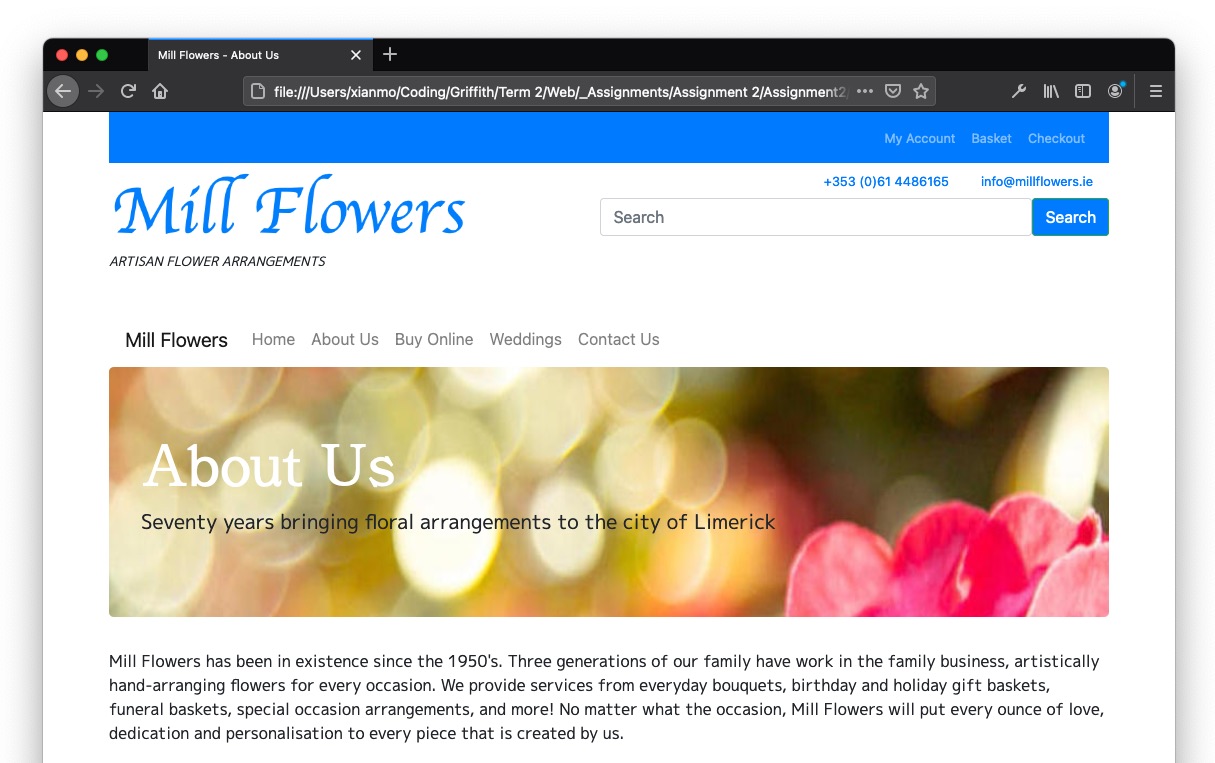 Mill Flowers - About Us
file:///Users/xianmo/Coding/Griffith/Term 2/Web/_Assignments/Assignment 2/Assignment2/
My Account Basket Checkout
+353 (0)61 4486165 info@millflowers.ie
Mill Flowers
Search Search
ARTISAN FLOWER ARRANGEMENTS
Mill Flowers Home About Us Buy Online Weddings Contact Us
About Us
Seventy years bringing floral arrangements to the city of Limerick
Mill Flowers has been in existence since the 1950's. Three generations of our family have work in the family business, artistically
hand-arranging flowers for every occasion. We provide services from everyday bouquets, birthday and holiday gift baskets,
funeral baskets, special occasion arrangements, and more! No matter what the occasion, Mill Flowers will put every ounce of love,
dedication and personalisation to every piece that is created by us.